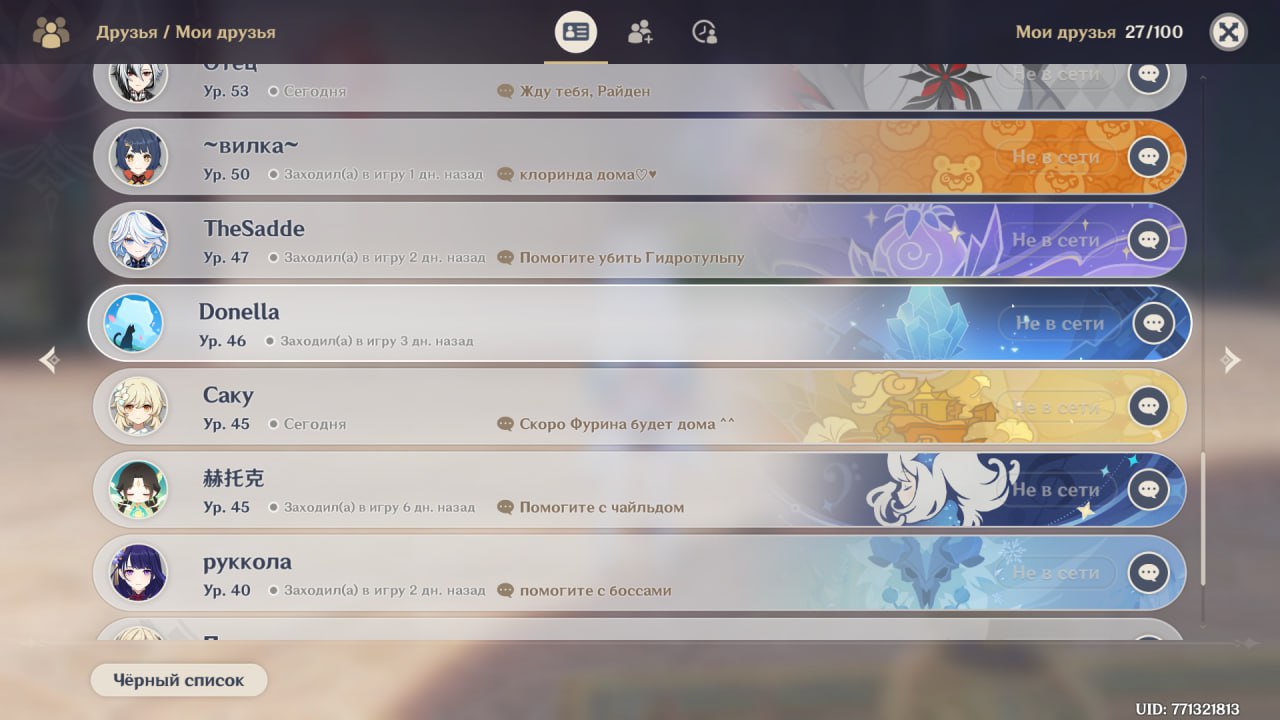 Друзья / Мои друзья
Мои друзья 27/100
Отец
Ур. 53 Сегодня Жду тебя, Райден Не в сети
~вилка~
Ур. 50 Заходил(а) в игру 1 дн. назад клоринда дома♡♥ Не в сети
TheSadde
Ур. 47 Заходил(а) в игру 2 дн. назад Помогите убить Гидротульпу Не в сети
Donella
Ур. 46 Заходил(а) в игру 3 дн. назад Не в сети
Саку
Ур. 45 Сегодня Скоро Фурина будет дома ^^ Не в сети
赫托克
Ур. 45 Заходил(а) в игру 6 дн. назад Помогите с чайльдом Не в сети
руккола
Ур. 40 Заходил(а) в игру 2 дн. назад помогите с боссами Не в сети
Чёрный список
UID: 771321813